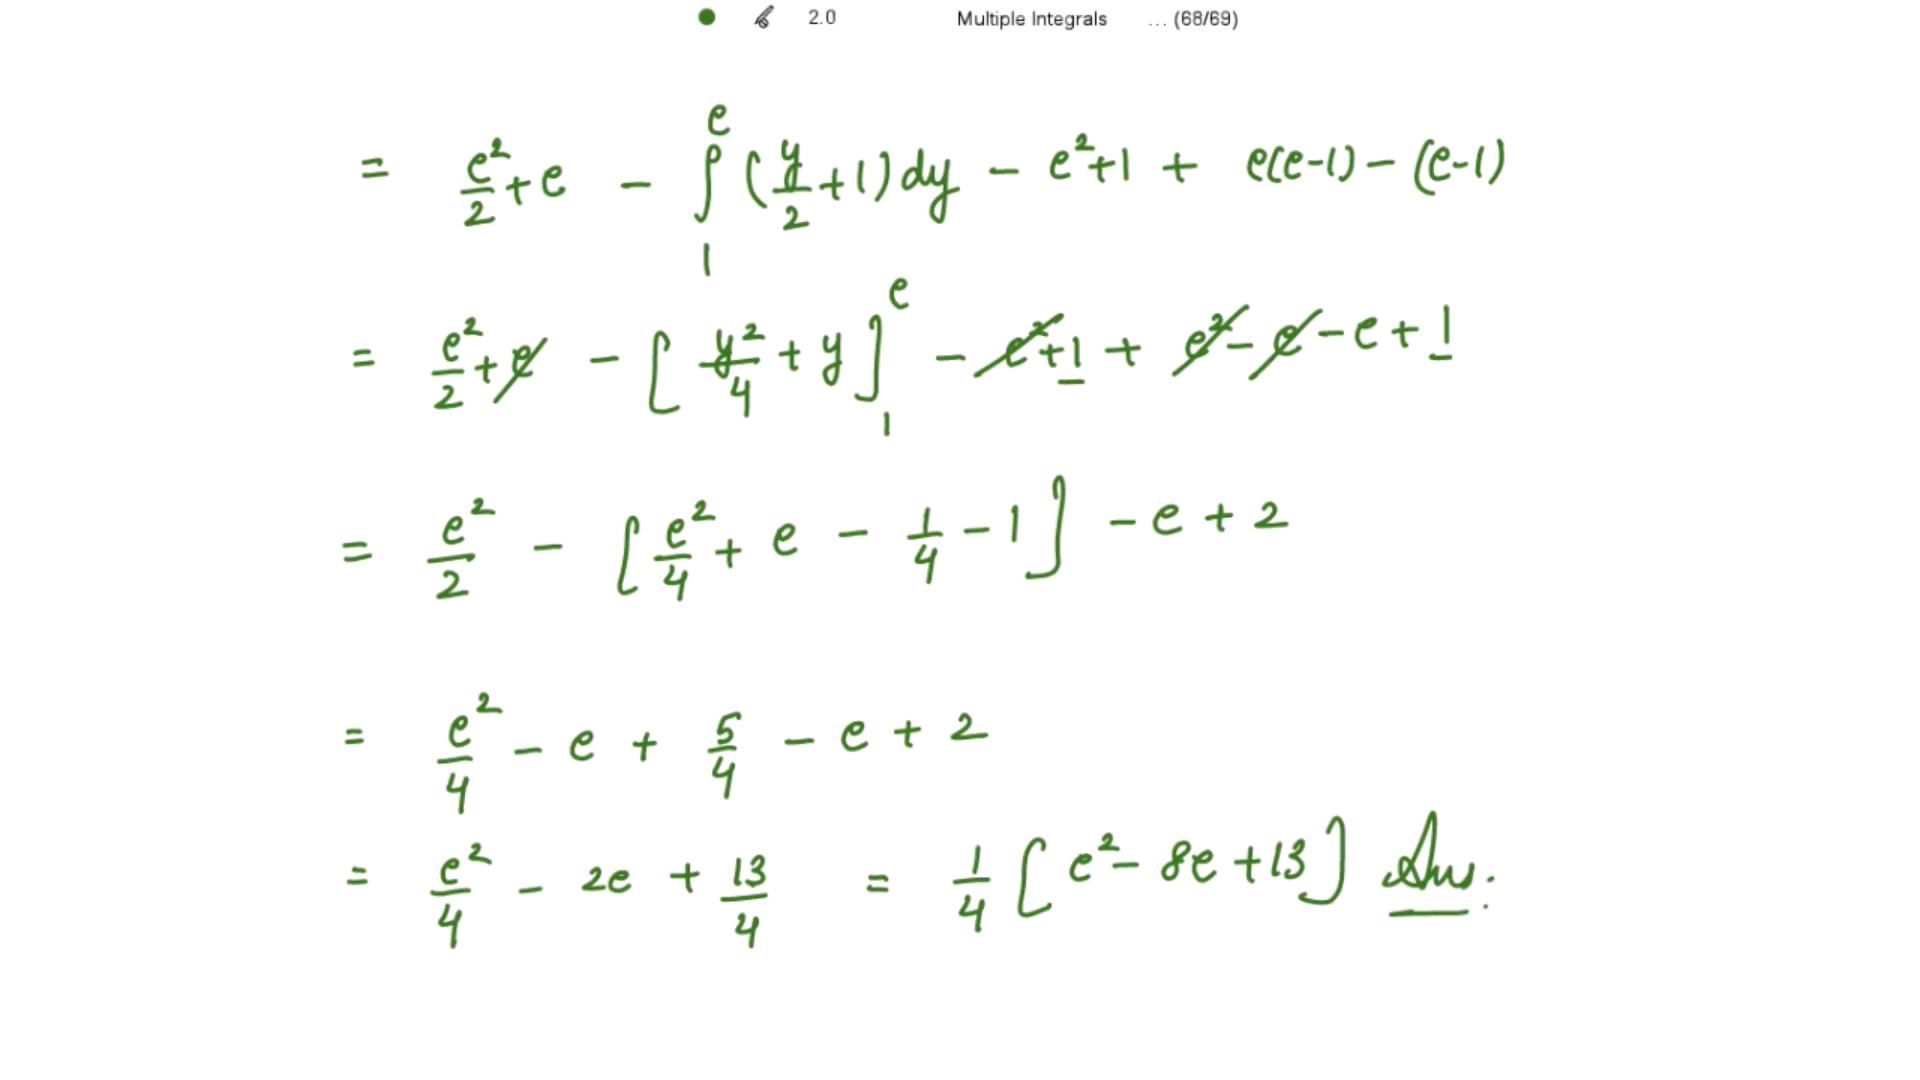 2.0 Multiple Integrals ... (68/69)
= e²/2 + e - ∫₁ᵉ (y/2 + 1) dy - e² + 1 + e(e-1) - (e-1)
= e²/2 + e - [y²/4 + y]₁ᵉ - e² + 1 + e² - e - e + 1
= e²/2 - [e²/4 + e - 1/4 - 1] - e + 2
= e²/4 - e + 5/4 - e + 2
= e²/4 - 2e + 13/4 = 1/4 [e² - 8e + 13] Ans.